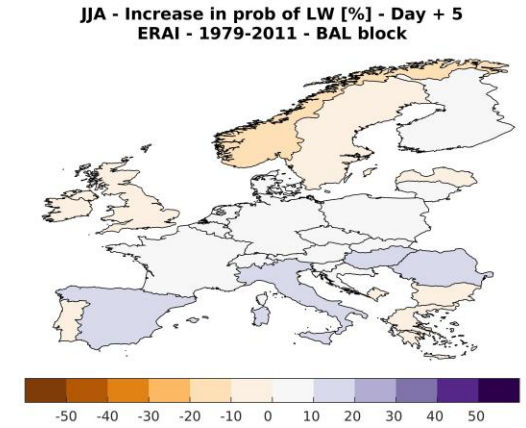 JJA - Increase in prob of LW [%] - Day + 5
ERAI - 1979-2011 - BAL block
-50 -40 -30 -20 -10 0 10 20 30 40 50